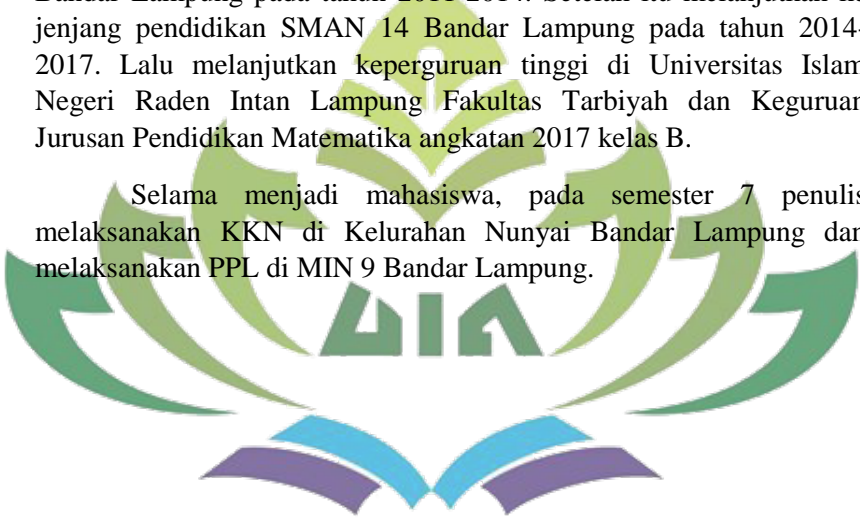 jenjang pendidikan SMAN 14 Bandar Lampung pada tahun 2014-
2017. Lalu melanjutkan keperguruan tinggi di Universitas Islam
Negeri Raden Intan Lampung Fakultas Tarbiyah dan Keguruan
Jurusan Pendidikan Matematika angkatan 2017 kelas B.
Selama menjadi mahasiswa, pada semester 7 penulis
melaksanakan KKN di Kelurahan Nunyai Bandar Lampung dan
melaksanakan PPL di MIN 9 Bandar Lampung.
UIN